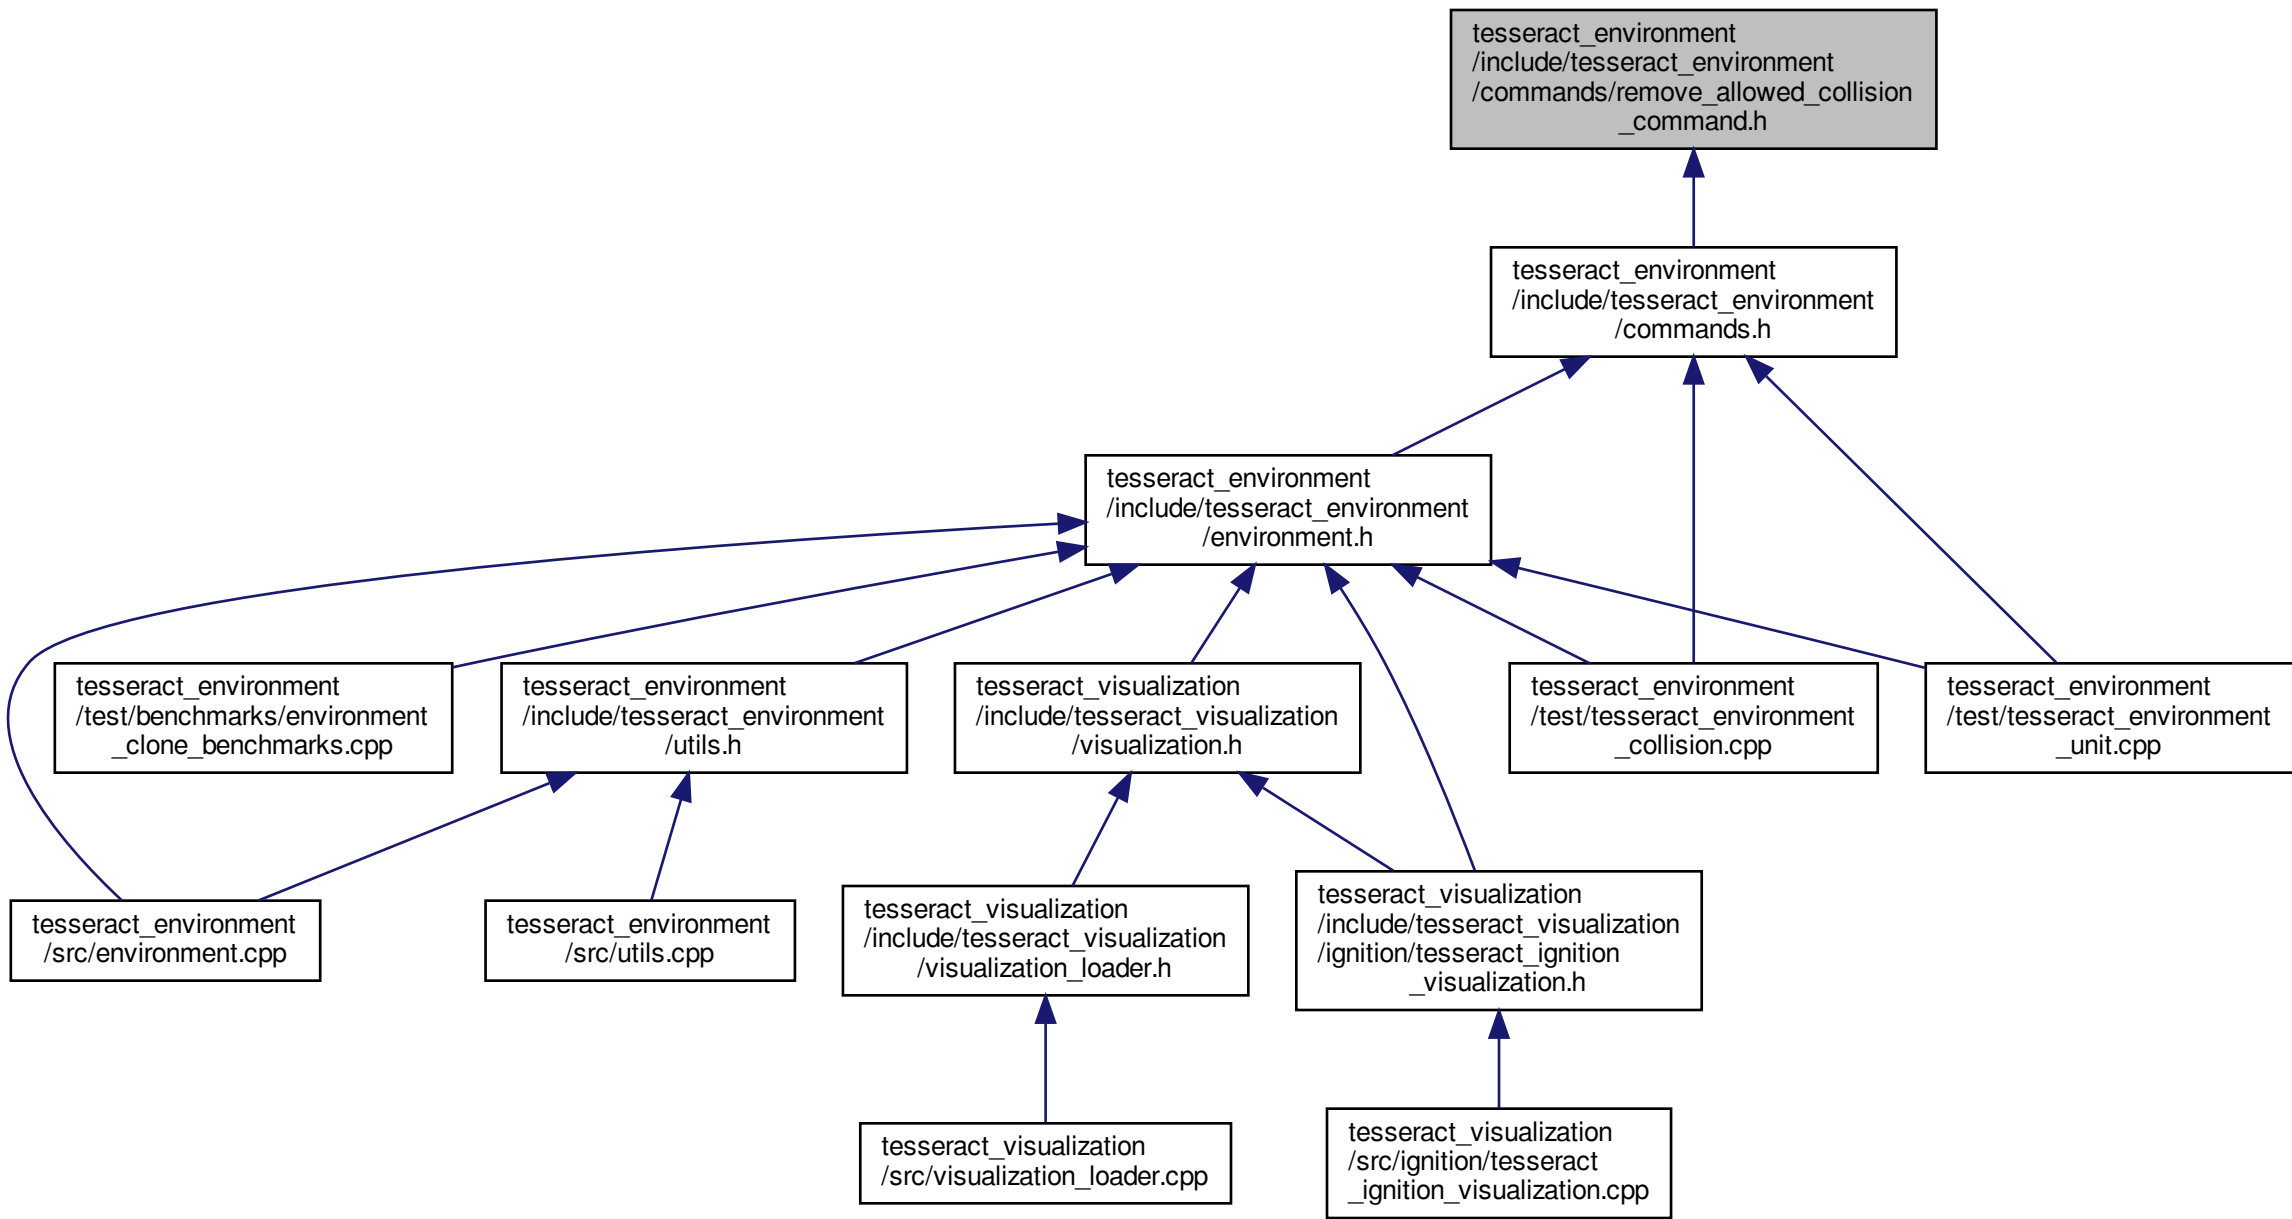 tesseract_environment
/include/tesseract_environment
/commands/remove_allowed_collision
_command.h
tesseract_environment
/include/tesseract_environment
/commands.h
tesseract_environment
/include/tesseract_environment
/environment.h
tesseract_environment
/test/benchmarks/environment
_clone_benchmarks.cpp
tesseract_environment
/include/tesseract_environment
/utils.h
tesseract_visualization
/include/tesseract_visualization
/visualization.h
tesseract_environment
/test/tesseract_environment
_collision.cpp
tesseract_environment
/test/tesseract_environment
_unit.cpp
tesseract_environment
/src/environment.cpp
tesseract_environment
/src/utils.cpp
tesseract_visualization
/include/tesseract_visualization
/visualization_loader.h
tesseract_visualization
/include/tesseract_visualization
/ignition/tesseract_ignition
_visualization.h
tesseract_visualization
/src/visualization_loader.cpp
tesseract_visualization
/src/ignition/tesseract
_ignition_visualization.cpp